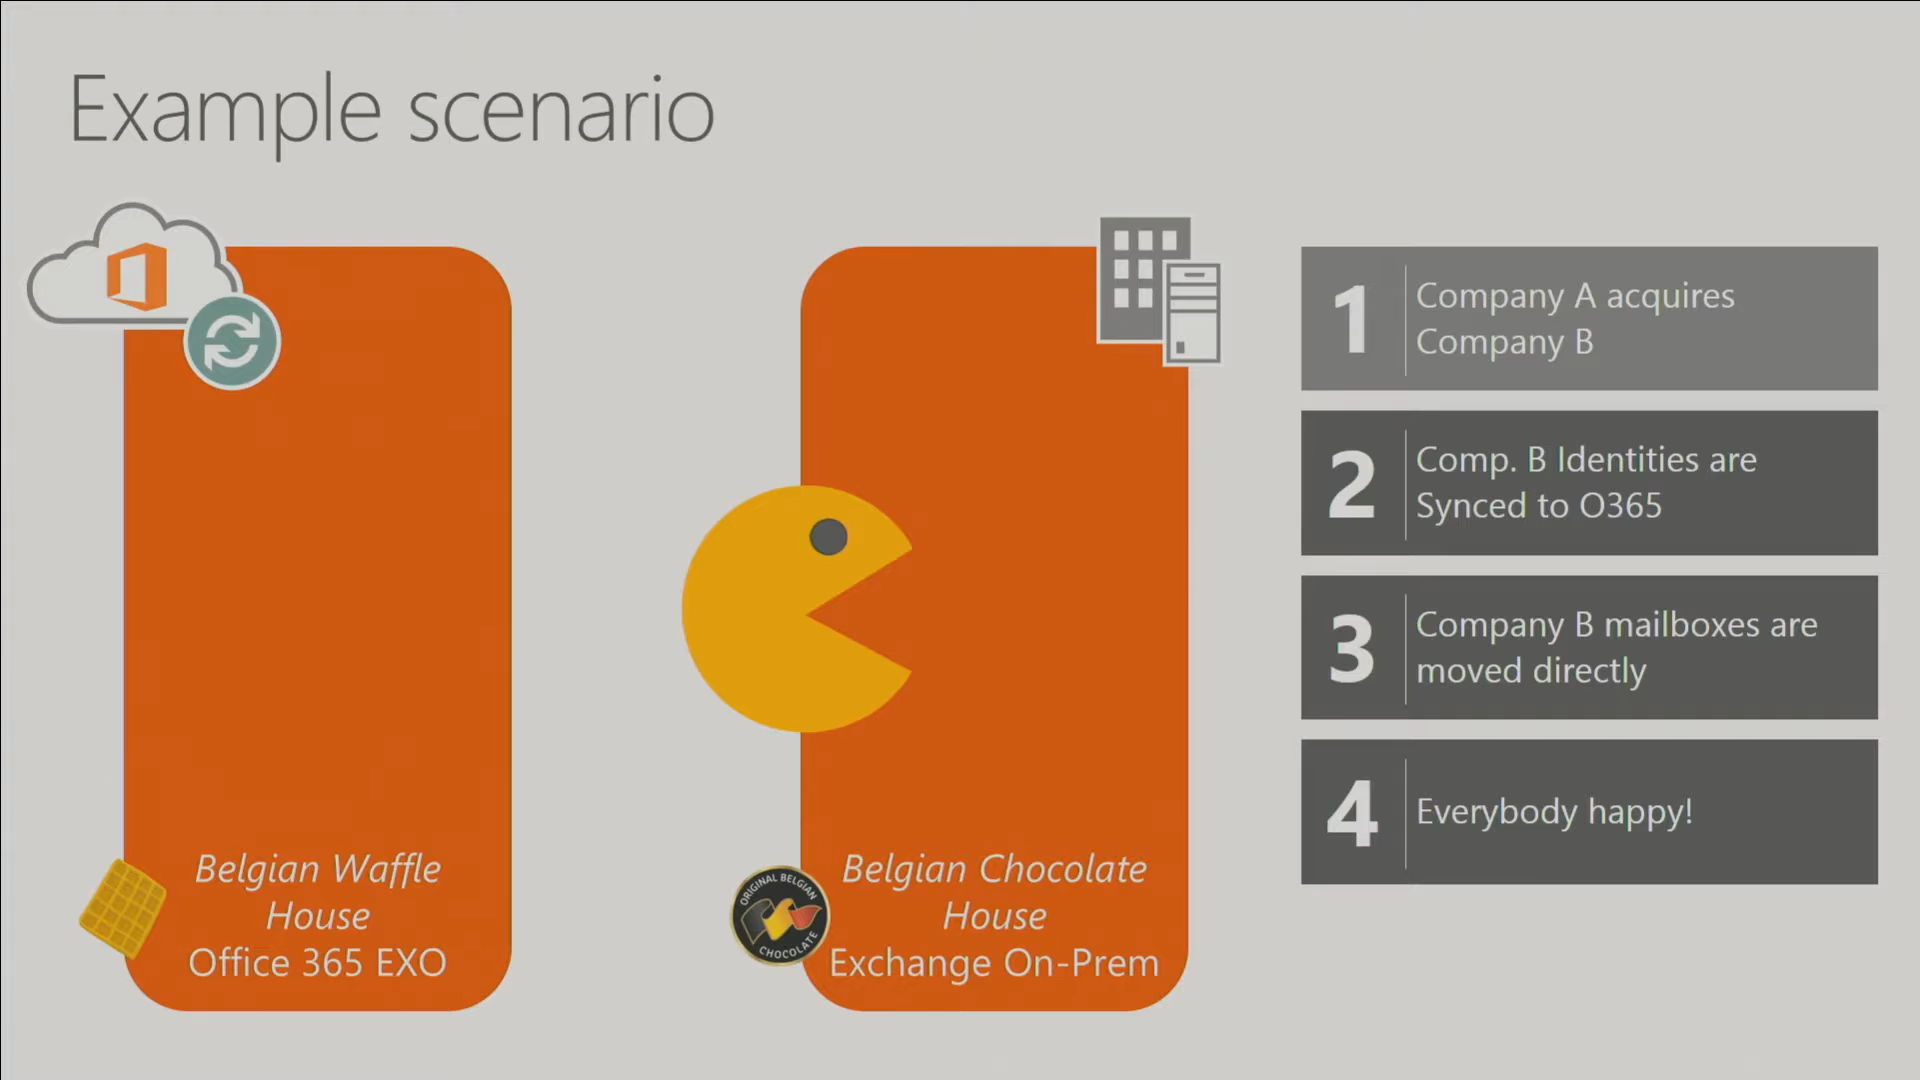 Example scenario
Belgian Waffle
House
Office 365 EXO
ORIGINAL BELGIAN
CHOCOLATE
Belgian Chocolate
House
Exchange On-Prem
1
Company A acquires
Company B
2
Comp. B Identities are
Synced to O365
3
Company B mailboxes are
moved directly
4
Everybody happy!